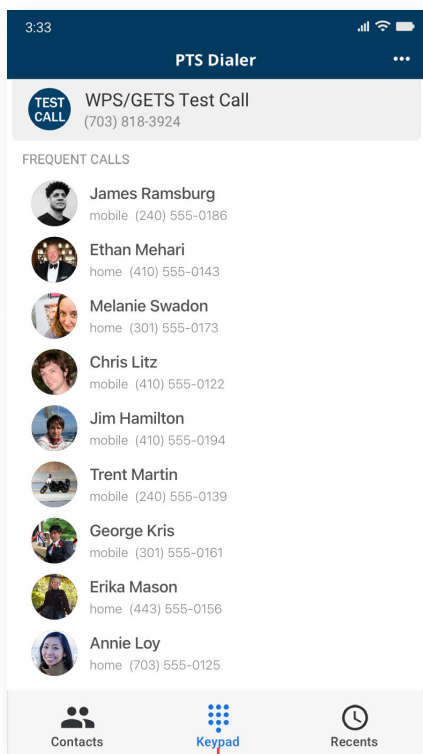 3:33
PTS Dialer
TEST
CALL
WPS/GETS Test Call
(703) 818-3924
FREQUENT CALLS
James Ramsburg
mobile (240) 555-0186
Ethan Mehari
home (410) 555-0143
Melanie Swadon
home (301) 555-0173
Chris Litz
mobile (410) 555-0122
Jim Hamilton
mobile (410) 555-0194
Trent Martin
mobile (240) 555-0139
George Kris
mobile (301) 555-0161
Erika Mason
home (443) 555-0156
Annie Loy
home (703) 555-0125
Contacts
Keypad
Recents